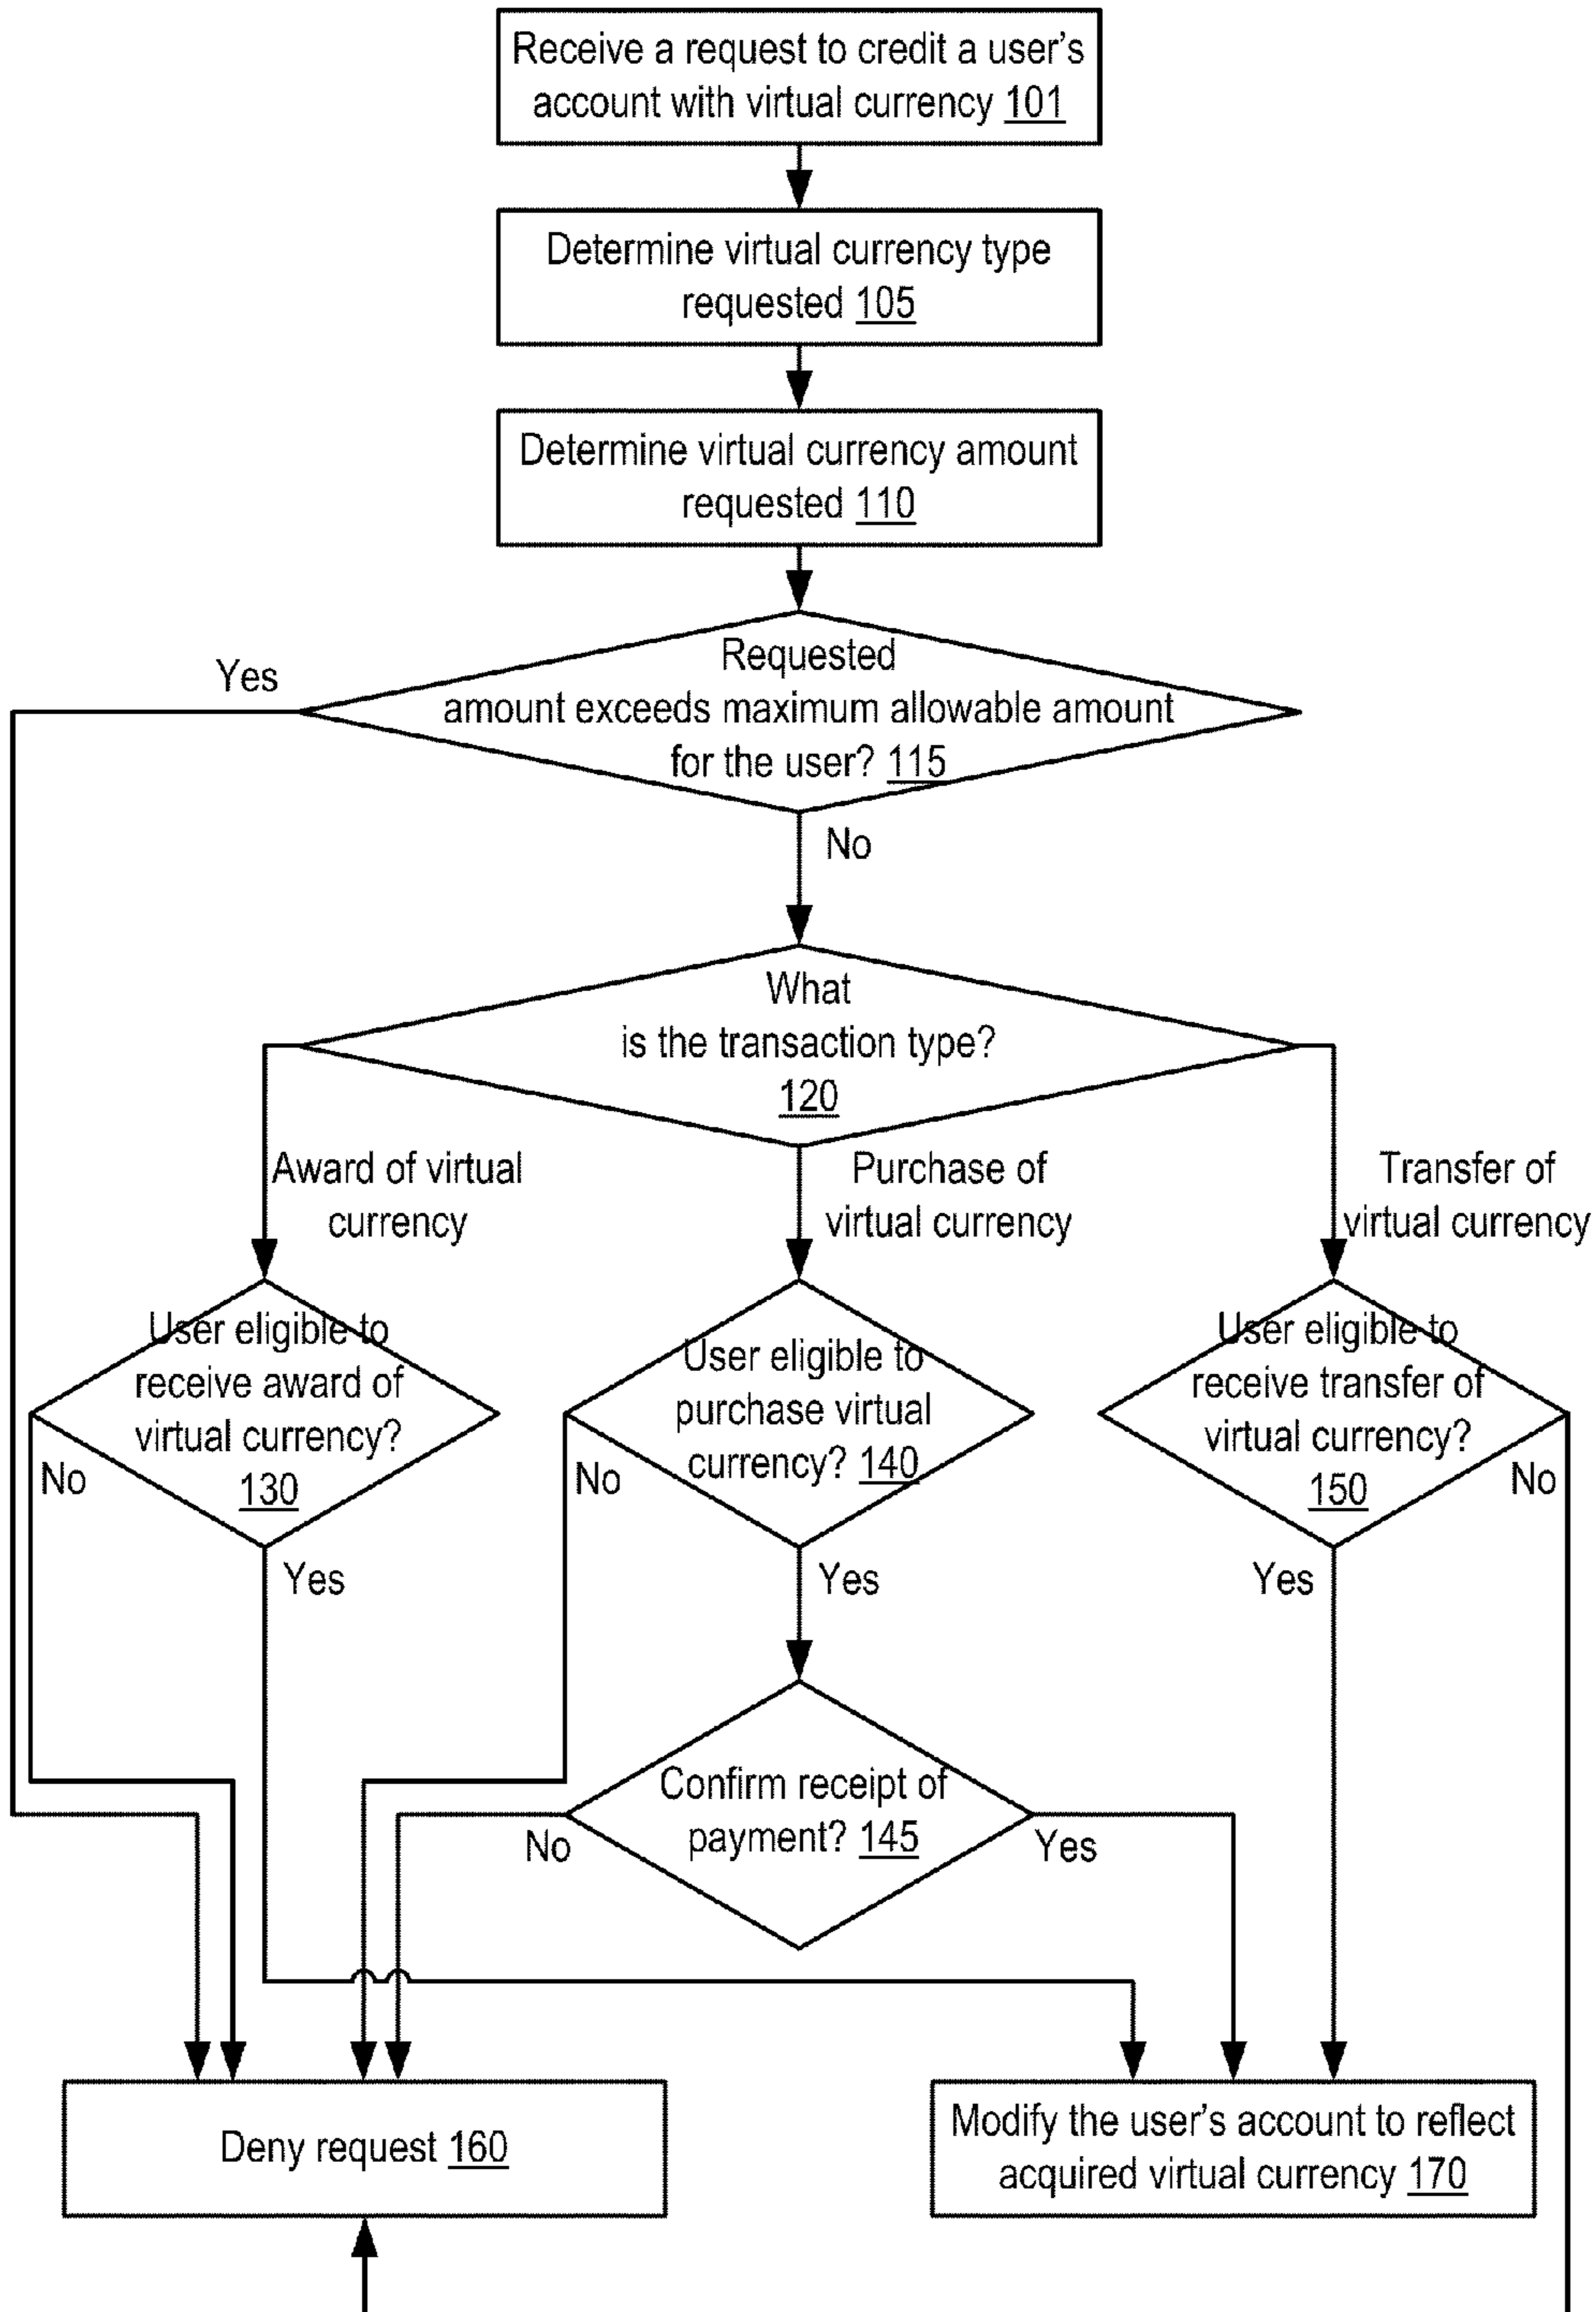 Receive a request to credit a user's
account with virtual currency 101
Determine virtual currency type
requested 105
Determine virtual currency amount
requested 110
Requested
amount exceeds maximum allowable amount
for the user? 115
Yes
No
What
is the transaction type?
120
Award of virtual
currency
Purchase of
virtual currency
Transfer of
virtual currency
User eligible to
receive award of
virtual currency?
130
No
Yes
User eligible to
purchase virtual
currency? 140
No
Yes
User eligible to
receive transfer of
virtual currency?
150
No
Yes
Confirm receipt of
payment? 145
No
Yes
Deny request 160
Modify the user's account to reflect
acquired virtual currency 170